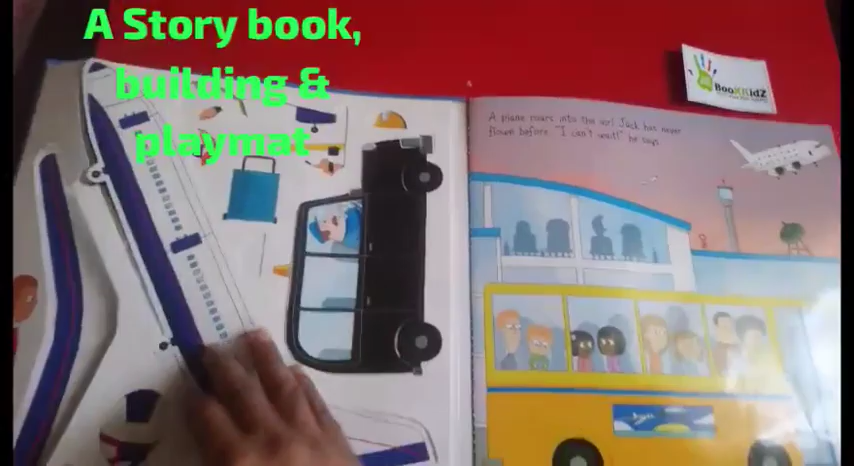 A Story book,
building &
playmat
BooKKidZ
A plane roars into the air! Jack has never
flown before. "I can't wait!" he says.